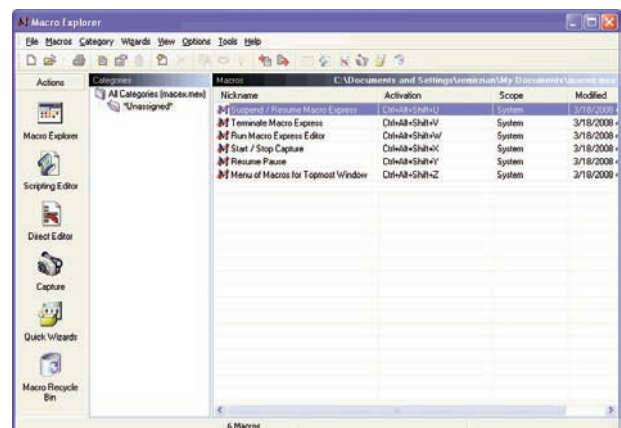 Macro Explorer
File Macros Category Wizards View Options Tools Help
Actions
Macro Explorer
Scripting Editor
Direct Editor
Capture
Quick Wizards
Macro Recycle Bin
Categories
All Categories (macex.mex)
"Unassigned"
Macros C:\Documents and Settings\ \My Documents\macex.mex
Nickname Activation Scope Modified
Suspend / Resume Macro Express Ctrl+Alt+Shift+U System 3/18/2008
Terminate Macro Express Ctrl+Alt+Shift+V System 3/18/2008
Run Macro Express Editor Ctrl+Alt+Shift+W System 3/18/2008
Start / Stop Capture Ctrl+Alt+Shift+X System 3/18/2008
Resume Pause Ctrl+Alt+Shift+Y System 3/18/2008
Menu of Macros for Topmost Window Ctrl+Alt+Shift+Z System 3/18/2008
6 Macros